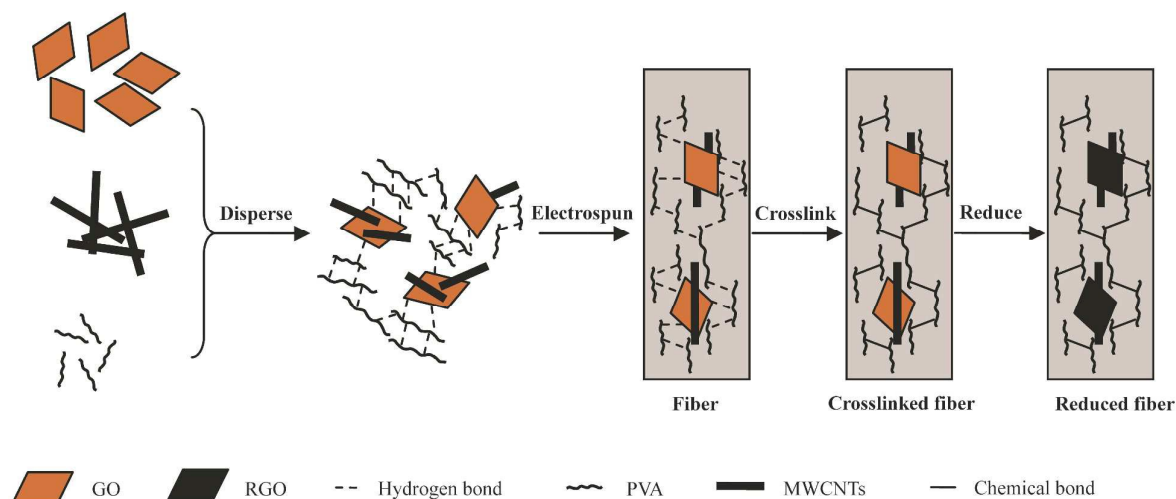 Disperse
Electrospun
Crosslink
Reduce
Fiber
Crosslinked fiber
Reduced fiber
GO
RGO
Hydrogen bond
PVA
MWCNTs
Chemical bond